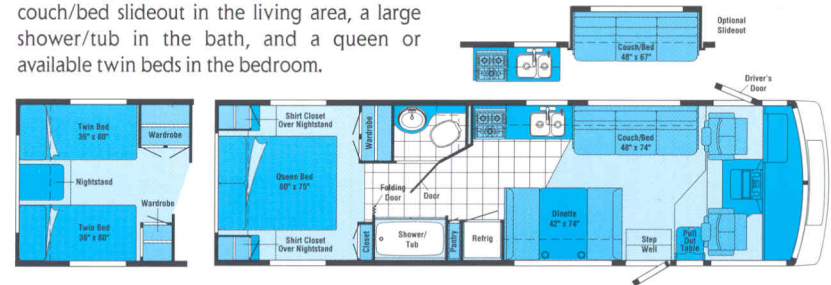 couch/bed slideout in the living area, a large
shower/tub in the bath, and a queen or
available twin beds in the bedroom.
Optional
Slideout
Couch/Bed
48" x 67"
Driver's
Door
Twin Bed
36" x 80"
Wardrobe
Nightstand
Wardrobe
Twin Bed
36" x 80"
Shirt Closet
Over Nightstand
Wardrobe
Queen Bed
60" x 75"
Folding
Door
Door
Shirt Closet
Over Nightstand
Closet
Shower/
Tub
Pantry
Refrig
Couch/Bed
48" x 74"
Dinette
42" x 74"
Step
Well
Pull
Out
Table